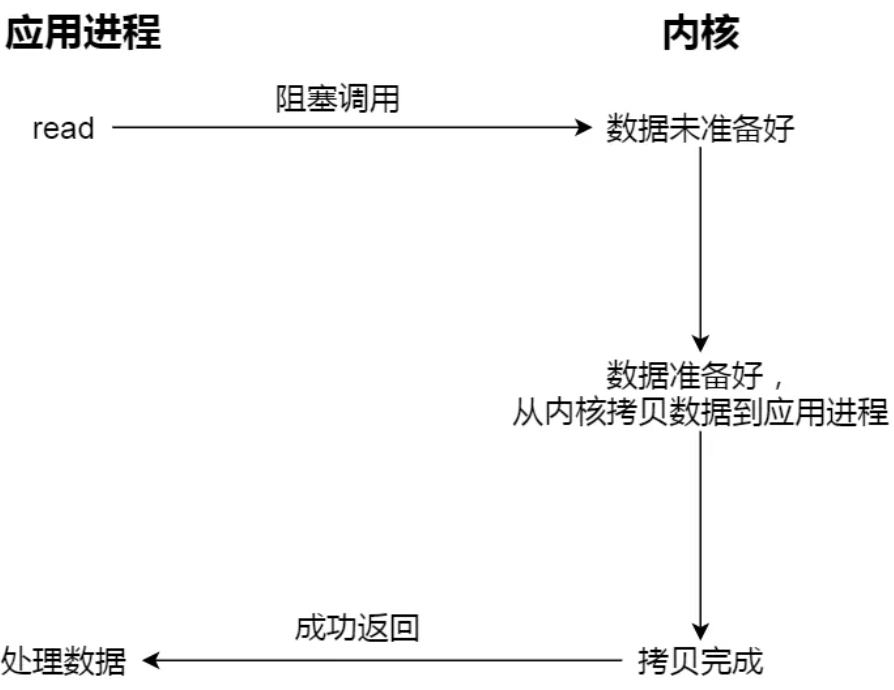 应用进程
内核
阻塞调用
read
数据未准备好
数据准备好，
从内核拷贝数据到应用进程
成功返回
处理数据
拷贝完成